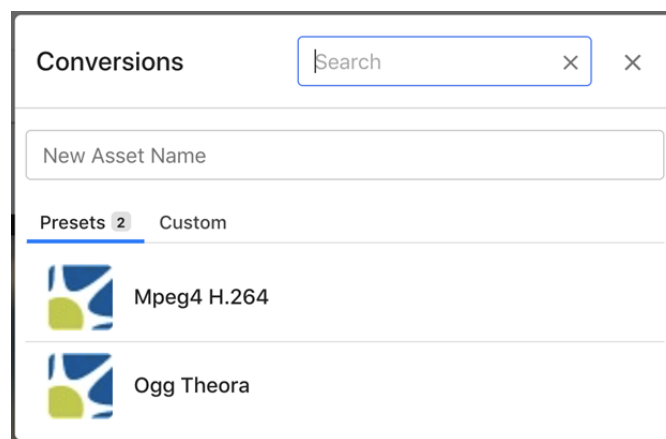 Conversions
Search
New Asset Name
Presets 2 Custom
Mpeg4 H.264
Ogg Theora